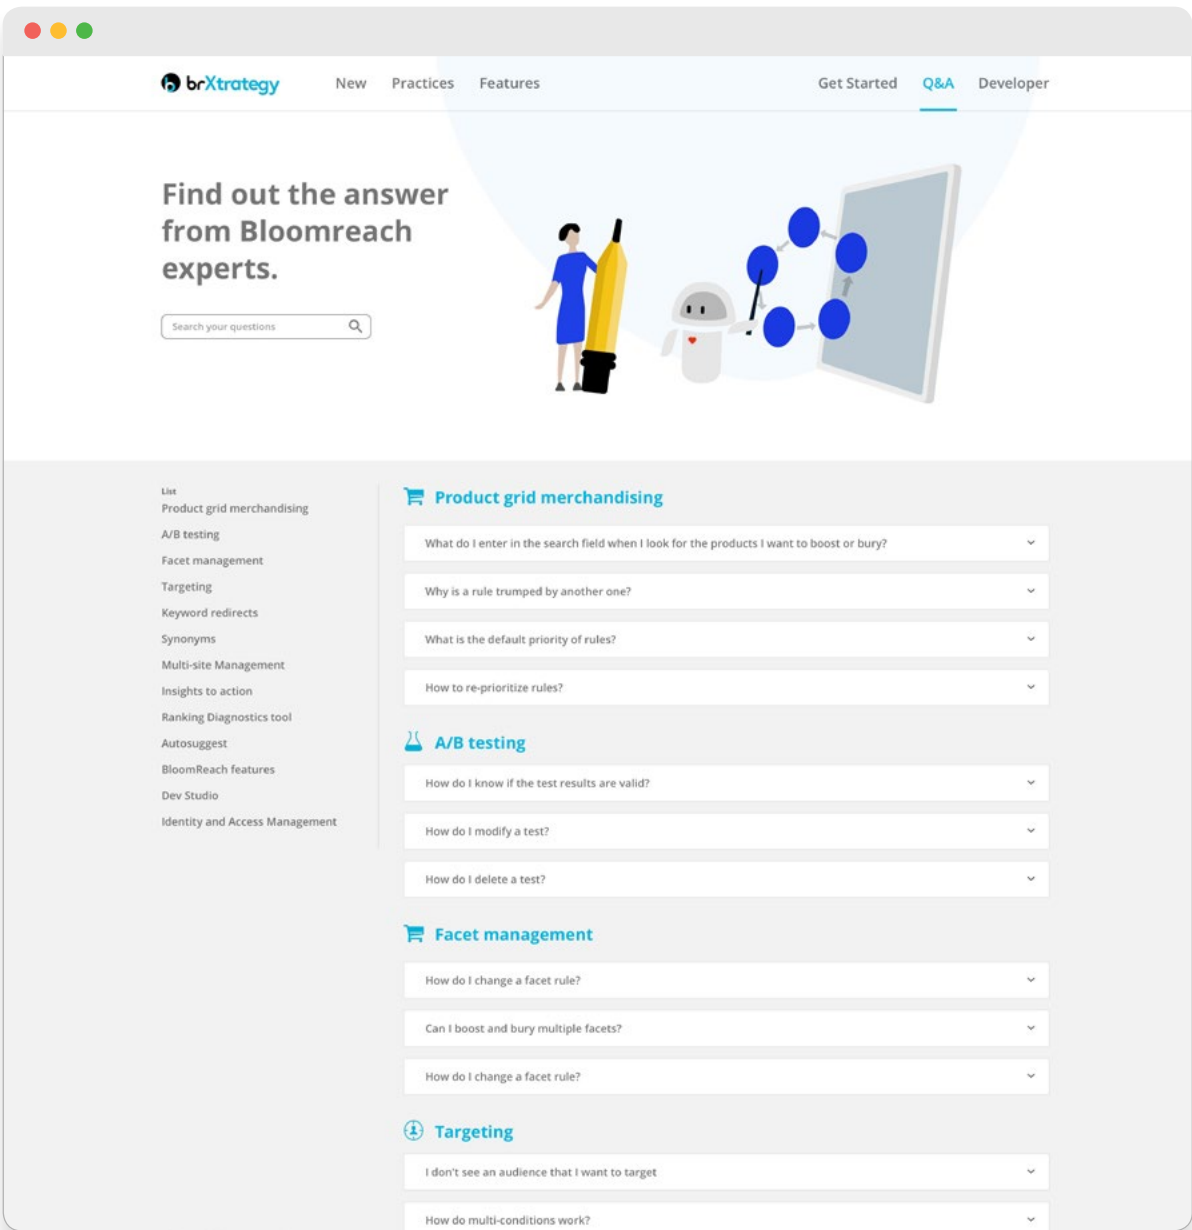 brXtrategy New Practices Features Get Started Q&A Developer
Find out the answer
from Bloomreach
experts.
Search your questions
List
Product grid merchandising
A/B testing
Facet management
Targeting
Keyword redirects
Synonyms
Multi-site Management
Insights to action
Ranking Diagnostics tool
Autosuggest
BloomReach features
Dev Studio
Identity and Access Management
Product grid merchandising
What do I enter in the search field when I look for the products I want to boost or bury?
Why is a rule trumped by another one?
What is the default priority of rules?
How to re-prioritize rules?
A/B testing
How do I know if the test results are valid?
How do I modify a test?
How do I delete a test?
Facet management
How do I change a facet rule?
Can I boost and bury multiple facets?
How do I change a facet rule?
Targeting
I don't see an audience that I want to target
How do multi-conditions work?